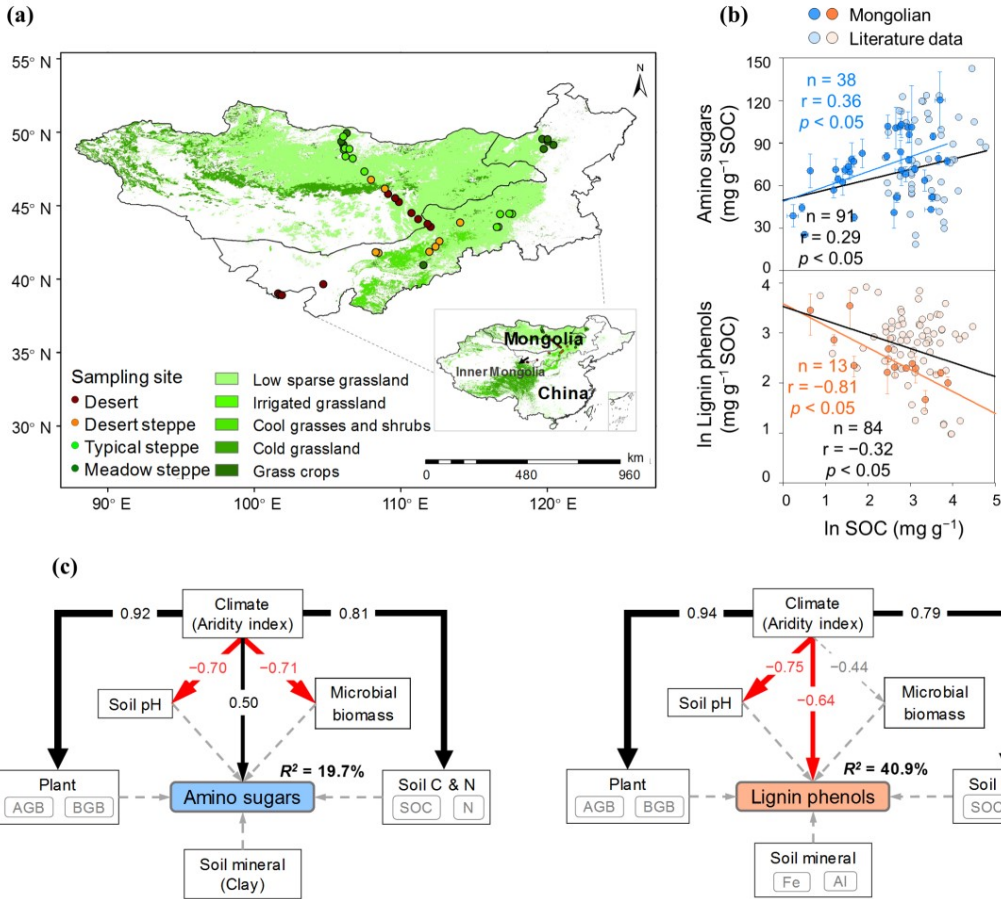 (a)
55° N
50° N
45° N
40° N
35° N
30° N
90° E
100° E
110° E
120° E
N
Sampling site
Desert
Desert steppe
Typical steppe
Meadow steppe
Low sparse grassland
Irrigated grassland
Cool grasses and shrubs
Cold grassland
Grass crops
Mongolia
Inner Mongolia
China
km
0 480 960
(b)
Mongolian
Literature data
Amino sugars
(mg g⁻¹ SOC)
150
120
90
60
30
0
n = 38
r = 0.36
p < 0.05
n = 91
r = 0.29
p < 0.05
ln Lignin phenols
(mg g⁻¹ SOC)
4
3
2
1
0
n = 13
r = −0.81
p < 0.05
n = 84
r = −0.32
p < 0.05
0 1 2 3 4 5
ln SOC (mg g⁻¹)
(c)
Climate
(Aridity index)
0.92
0.81
−0.70
−0.71
0.50
Soil pH
Microbial
biomass
R² = 19.7%
Plant
AGB BGB
Amino sugars
Soil C & N
SOC N
Soil mineral
(Clay)
Climate
(Aridity index)
0.94
0.79
−0.75
−0.44
−0.64
Soil pH
Microbial
biomass
R² = 40.9%
Plant
AGB BGB
Lignin phenols
Soil
SOC
Soil mineral
Fe Al